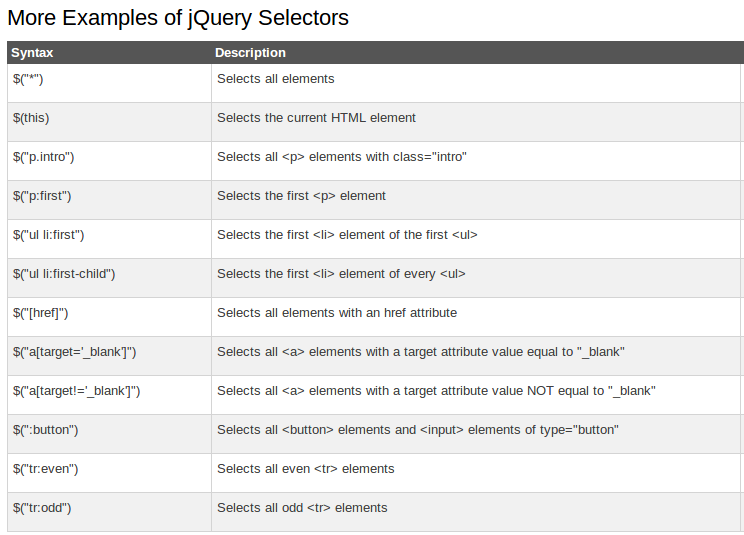 More Examples of jQuery Selectors
Syntax Description
$("*") Selects all elements
$(this) Selects the current HTML element
$("p.intro") Selects all <p> elements with class="intro"
$("p:first") Selects the first <p> element
$("ul li:first") Selects the first <li> element of the first <ul>
$("ul li:first-child") Selects the first <li> element of every <ul>
$("[href]") Selects all elements with an href attribute
$("a[target='_blank']") Selects all <a> elements with a target attribute value equal to "_blank"
$("a[target!='_blank']") Selects all <a> elements with a target attribute value NOT equal to "_blank"
$(":button") Selects all <button> elements and <input> elements of type="button"
$("tr:even") Selects all even <tr> elements
$("tr:odd") Selects all odd <tr> elements